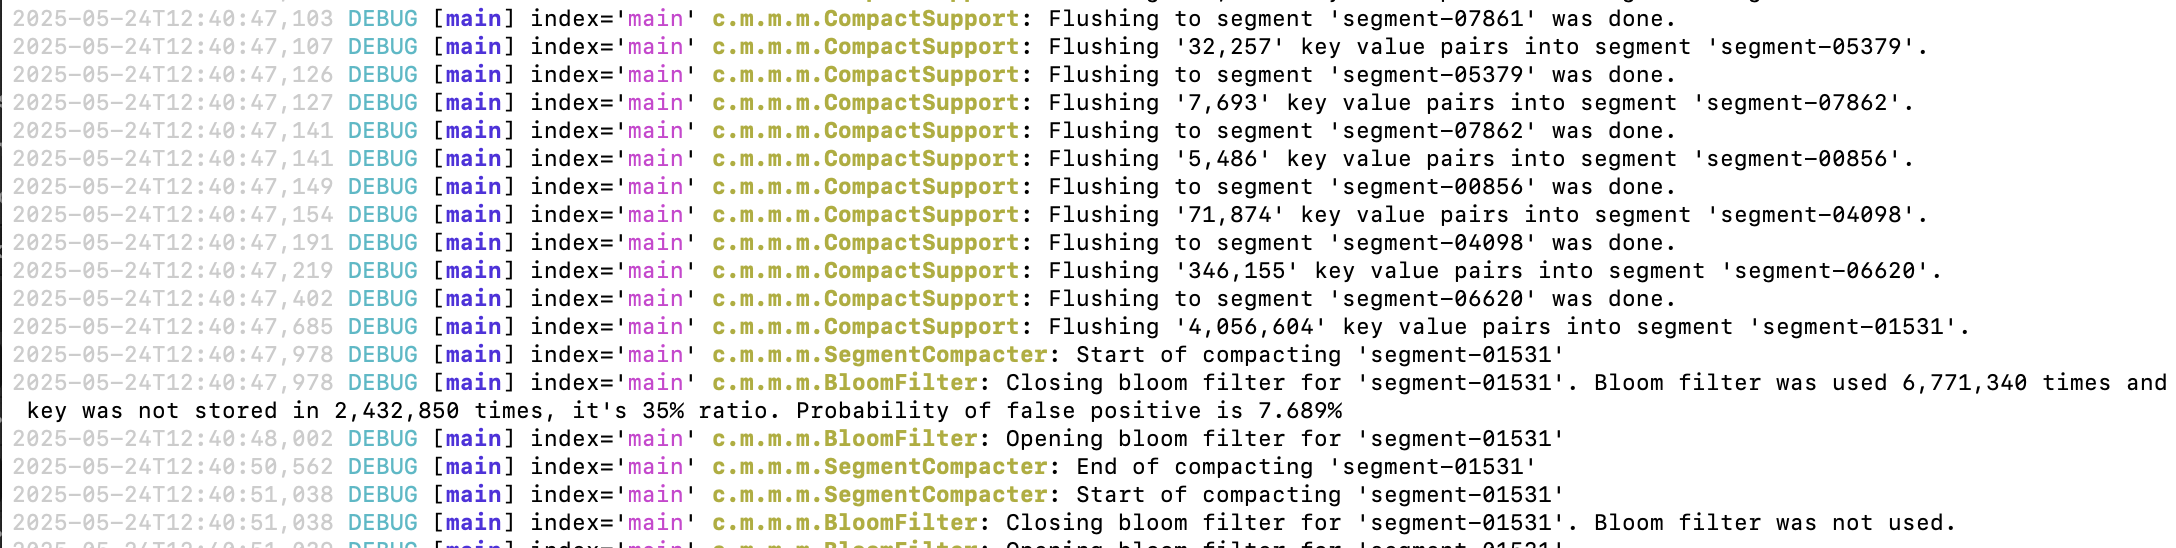 2025-05-24T12:40:47,103 DEBUG [main] index='main' c.m.m.m.CompactSupport: Flushing to segment 'segment-07861' was done.
2025-05-24T12:40:47,107 DEBUG [main] index='main' c.m.m.m.CompactSupport: Flushing '32,257' key value pairs into segment 'segment-05379'.
2025-05-24T12:40:47,126 DEBUG [main] index='main' c.m.m.m.CompactSupport: Flushing to segment 'segment-05379' was done.
2025-05-24T12:40:47,127 DEBUG [main] index='main' c.m.m.m.CompactSupport: Flushing '7,693' key value pairs into segment 'segment-07862'.
2025-05-24T12:40:47,141 DEBUG [main] index='main' c.m.m.m.CompactSupport: Flushing to segment 'segment-07862' was done.
2025-05-24T12:40:47,141 DEBUG [main] index='main' c.m.m.m.CompactSupport: Flushing '5,486' key value pairs into segment 'segment-00856'.
2025-05-24T12:40:47,149 DEBUG [main] index='main' c.m.m.m.CompactSupport: Flushing to segment 'segment-00856' was done.
2025-05-24T12:40:47,154 DEBUG [main] index='main' c.m.m.m.CompactSupport: Flushing '71,874' key value pairs into segment 'segment-04098'.
2025-05-24T12:40:47,191 DEBUG [main] index='main' c.m.m.m.CompactSupport: Flushing to segment 'segment-04098' was done.
2025-05-24T12:40:47,219 DEBUG [main] index='main' c.m.m.m.CompactSupport: Flushing '346,155' key value pairs into segment 'segment-06620'.
2025-05-24T12:40:47,402 DEBUG [main] index='main' c.m.m.m.CompactSupport: Flushing to segment 'segment-06620' was done.
2025-05-24T12:40:47,685 DEBUG [main] index='main' c.m.m.m.CompactSupport: Flushing '4,056,604' key value pairs into segment 'segment-01531'.
2025-05-24T12:40:47,978 DEBUG [main] index='main' c.m.m.m.SegmentCompacter: Start of compacting 'segment-01531'
2025-05-24T12:40:47,978 DEBUG [main] index='main' c.m.m.m.BloomFilter: Closing bloom filter for 'segment-01531'. Bloom filter was used 6,771,340 times and
key was not stored in 2,432,850 times, it's 35% ratio. Probability of false positive is 7.689%
2025-05-24T12:40:48,002 DEBUG [main] index='main' c.m.m.m.BloomFilter: Opening bloom filter for 'segment-01531'
2025-05-24T12:40:50,562 DEBUG [main] index='main' c.m.m.m.SegmentCompacter: End of compacting 'segment-01531'
2025-05-24T12:40:51,038 DEBUG [main] index='main' c.m.m.m.SegmentCompacter: Start of compacting 'segment-01531'
2025-05-24T12:40:51,038 DEBUG [main] index='main' c.m.m.m.BloomFilter: Closing bloom filter for 'segment-01531'. Bloom filter was not used.